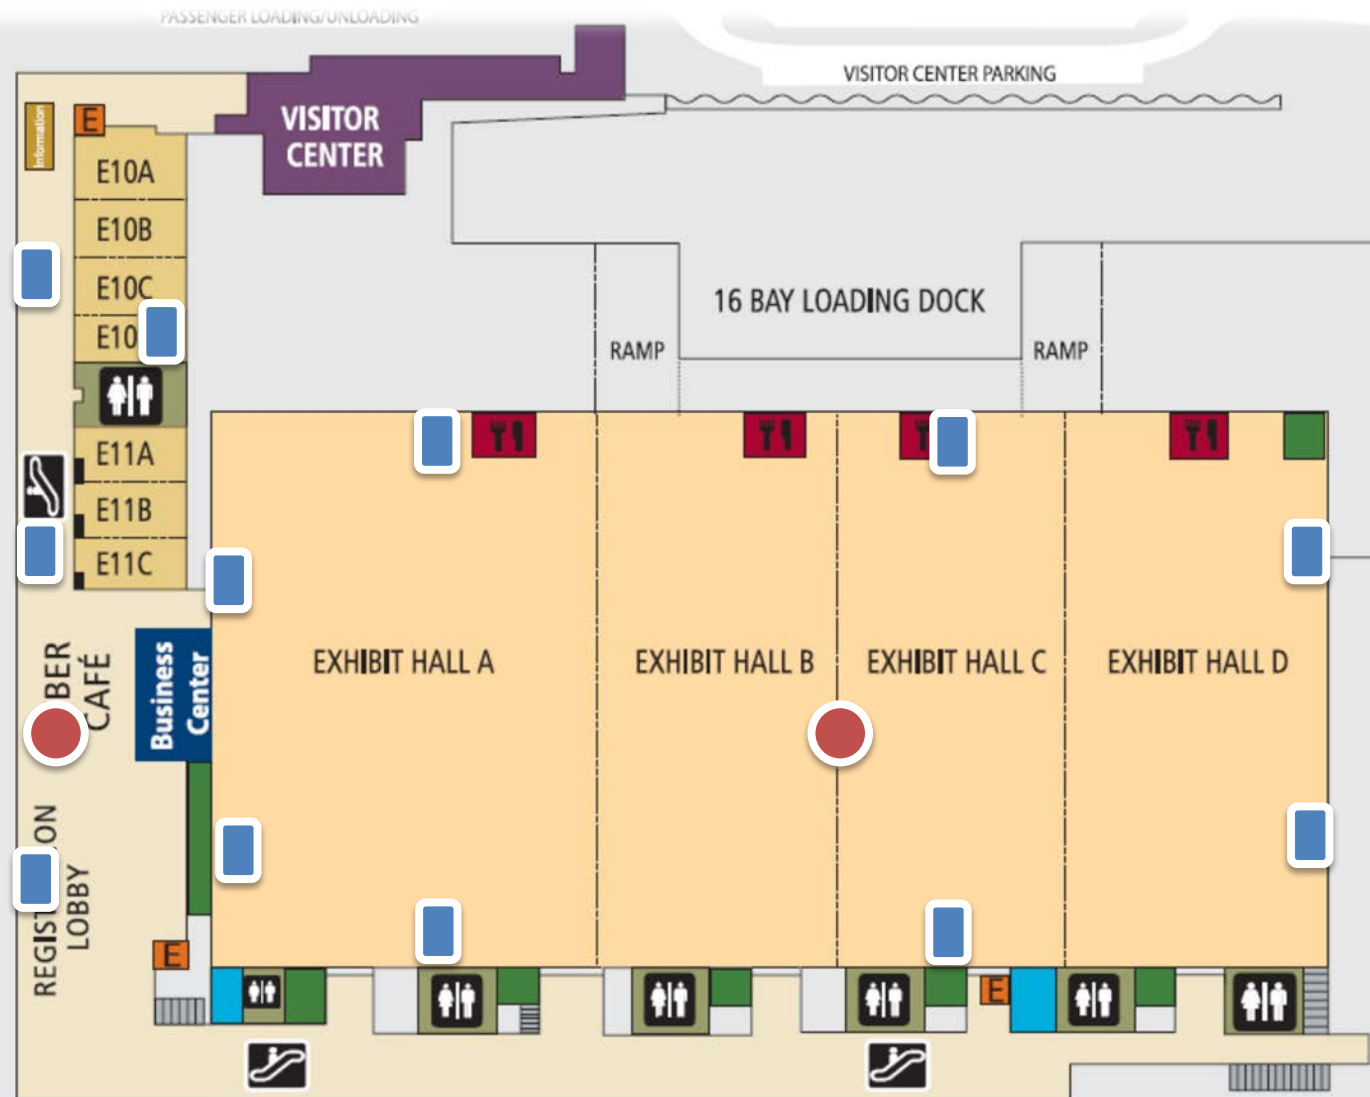 PASSENGER LOADING/UNLOADING
VISITOR CENTER PARKING
Information
E
VISITOR
CENTER
E10A
E10B
E10C
E10
16 BAY LOADING DOCK
RAMP
RAMP
E11A
E11B
E11C
BER
CAFÉ
Business
Center
EXHIBIT HALL A
EXHIBIT HALL B
EXHIBIT HALL C
EXHIBIT HALL D
REGIST ON
LOBBY
E
E